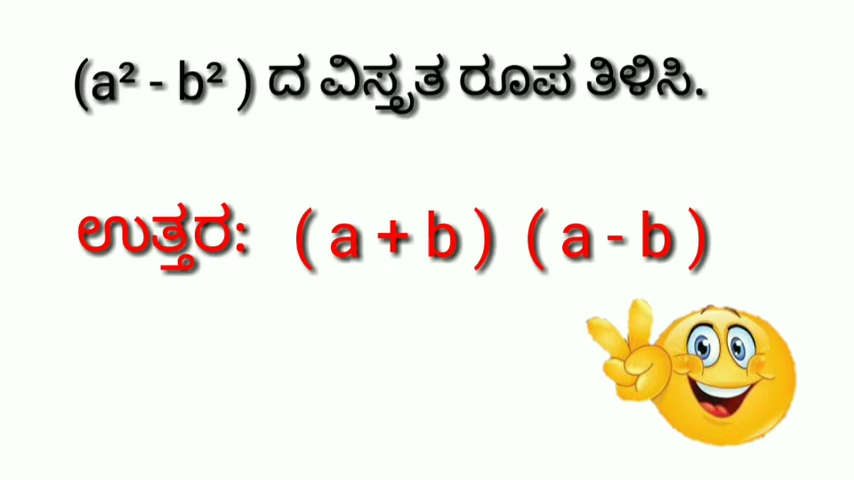 (a² - b² ) ದ ವಿಸ್ತೃತ ರೂಪ ತಿಳಿಸಿ.
ಉತ್ತರ: ( a + b ) ( a - b )